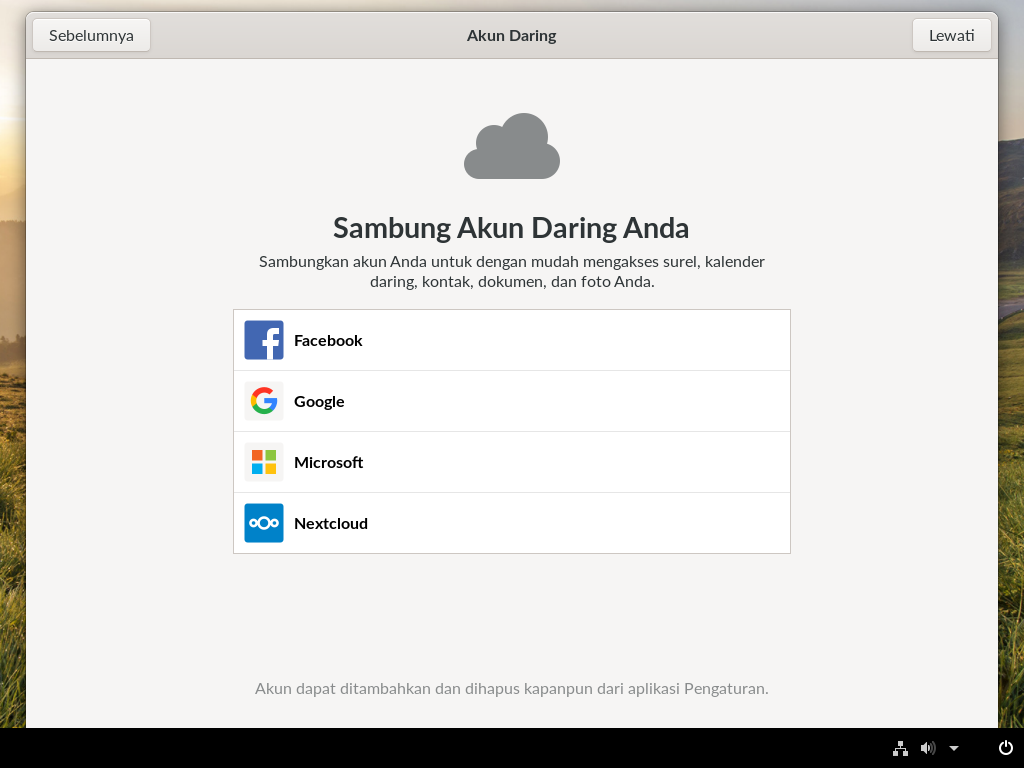 Sebelumnya
Akun Daring
Lewati
Sambung Akun Daring Anda
Sambungkan akun Anda untuk dengan mudah mengakses surel, kalender
daring, kontak, dokumen, dan foto Anda.
Facebook
Google
Microsoft
Nextcloud
Akun dapat ditambahkan dan dihapus kapanpun dari aplikasi Pengaturan.